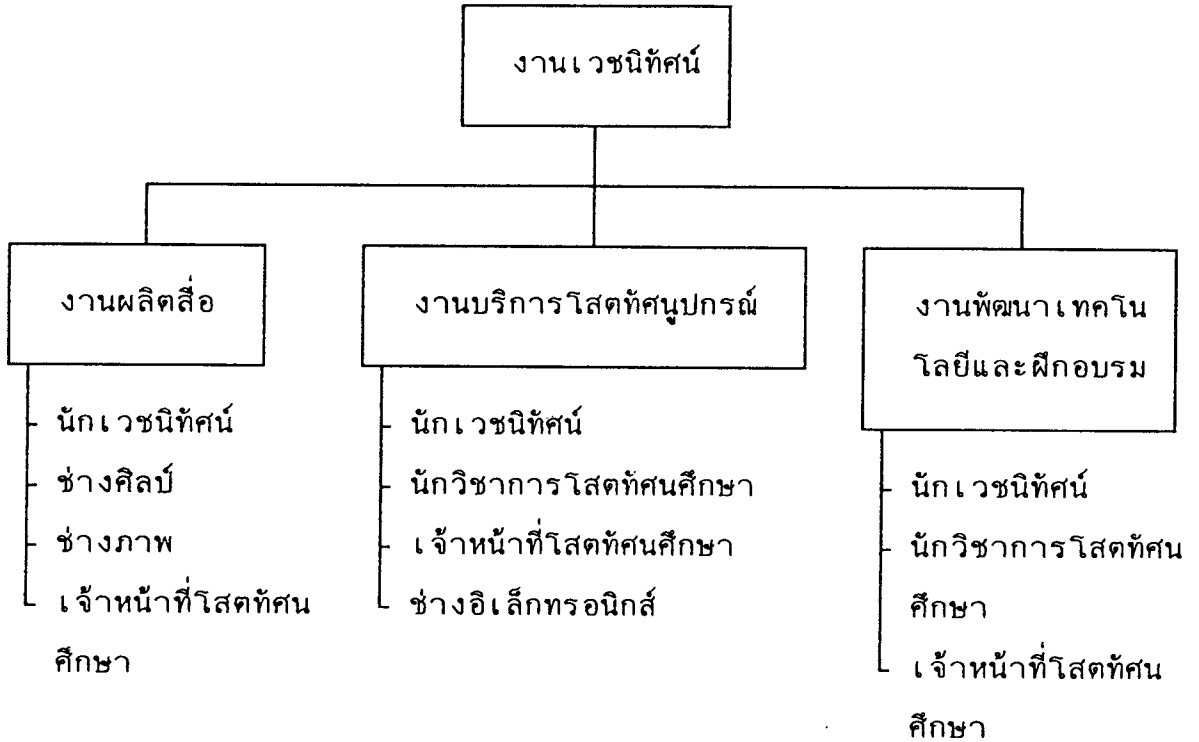 งานเวชนิทัศน์
งานผลิตสื่อ
นักเวชนิทัศน์
ช่างศิลป์
ช่างภาพ
เจ้าหน้าที่โสตทัศน
ศึกษา
งานบริการโสตทัศนูปกรณ์
นักเวชนิทัศน์
นักวิชาการโสตทัศนศึกษา
เจ้าหน้าที่โสตทัศนศึกษา
ช่างอิเล็กทรอนิกส์
งานพัฒนาเทคโน
โลยีและฝึกอบรม
นักเวชนิทัศน์
นักวิชาการโสตทัศน
ศึกษา
เจ้าหน้าที่โสตทัศน
ศึกษา